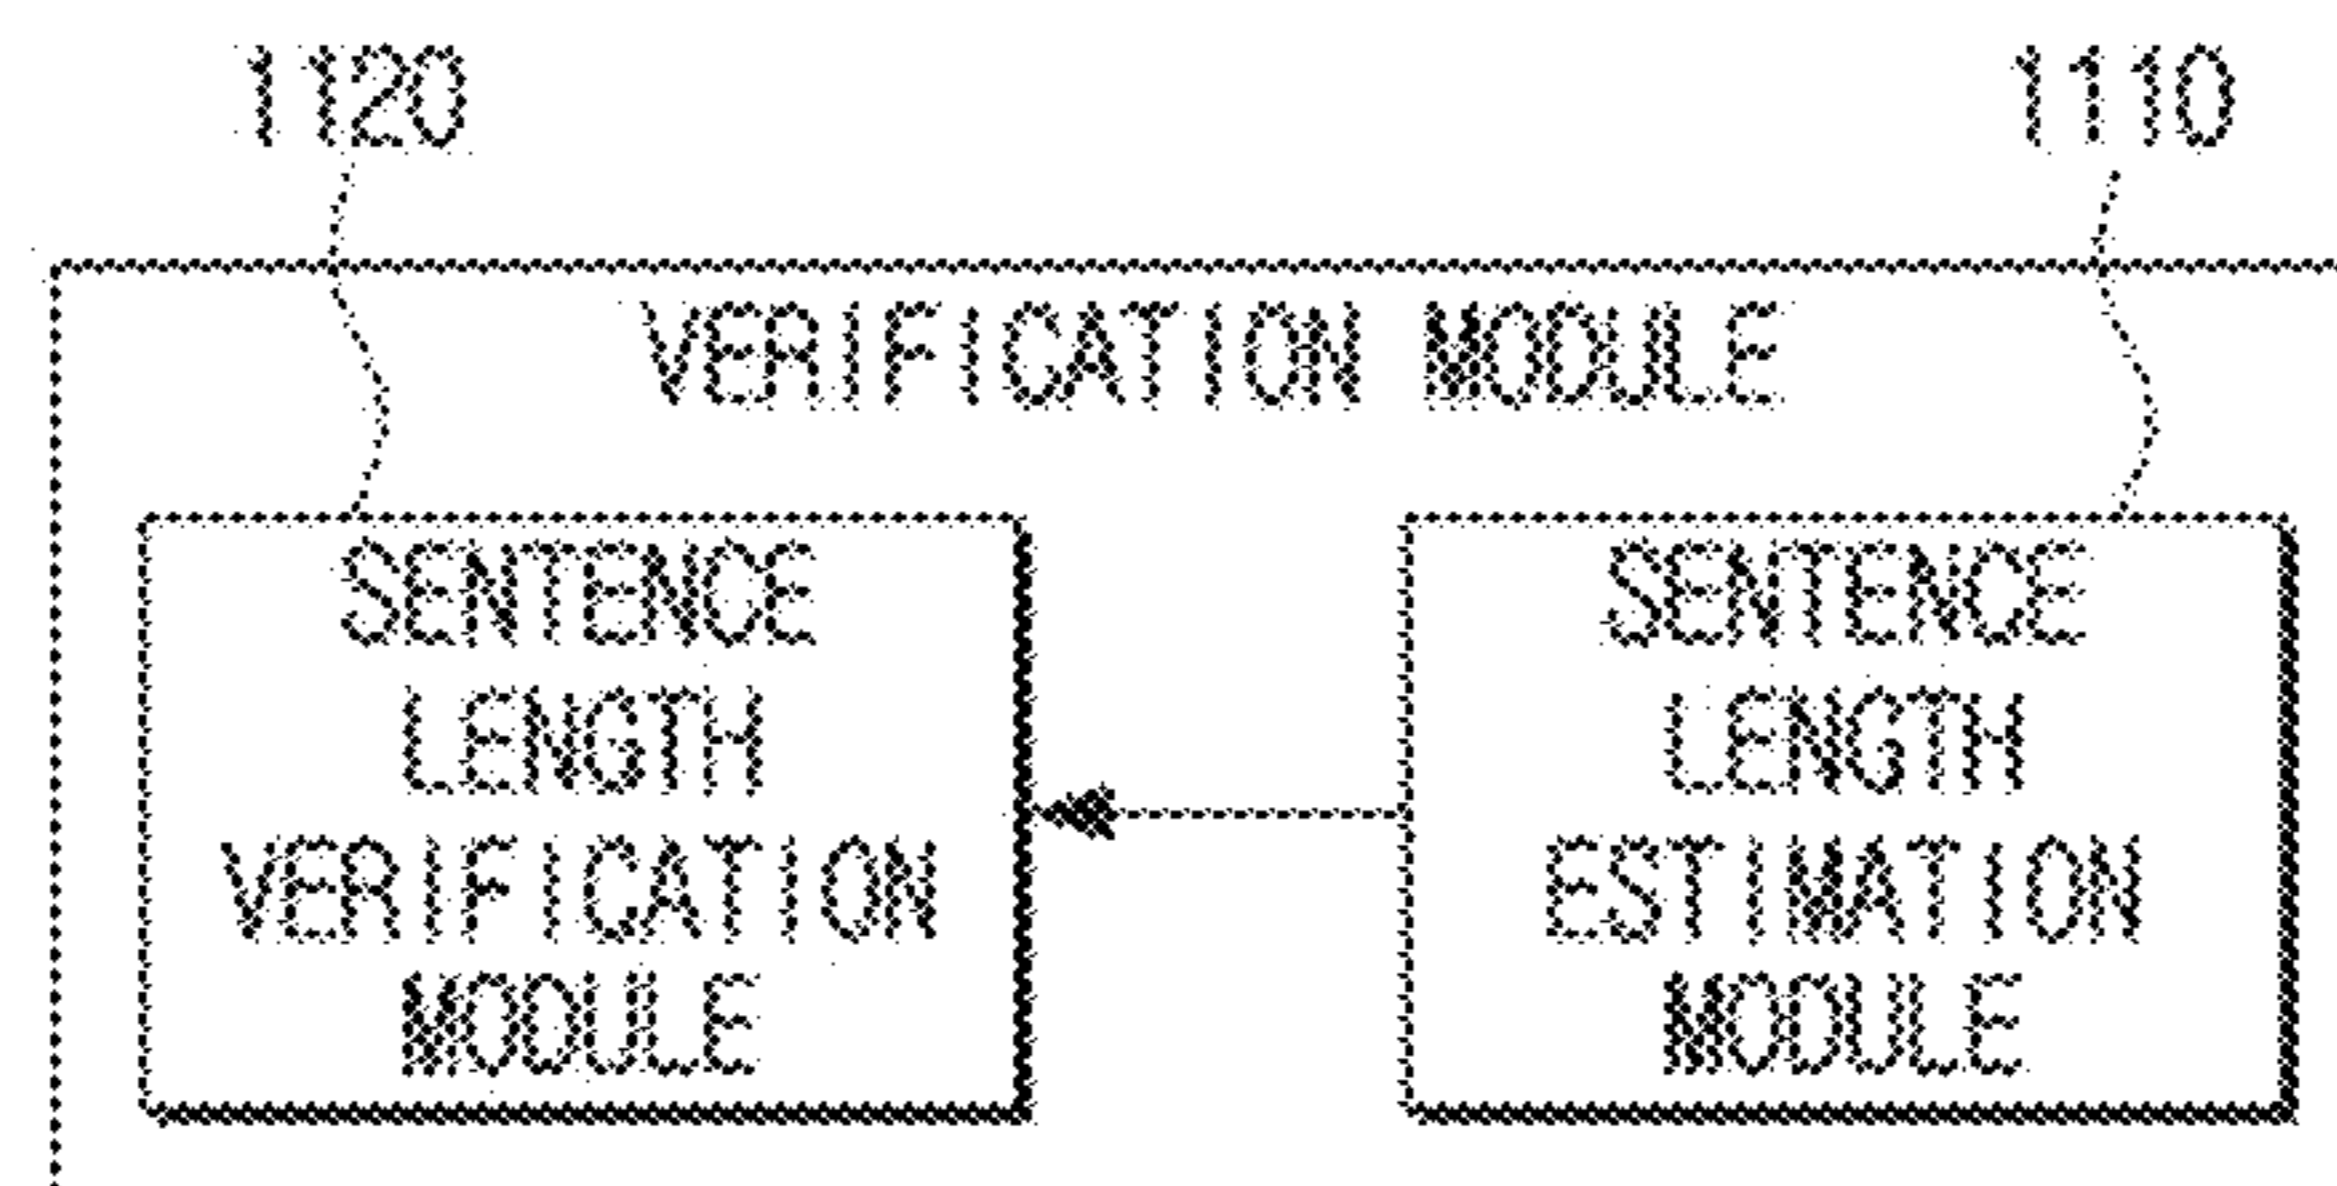 1120
1110
VERIFICATION MODULE
SENTENCE
LENGTH
VERIFICATION
MODULE
SENTENCE
LENGTH
ESTIMATION
MODULE